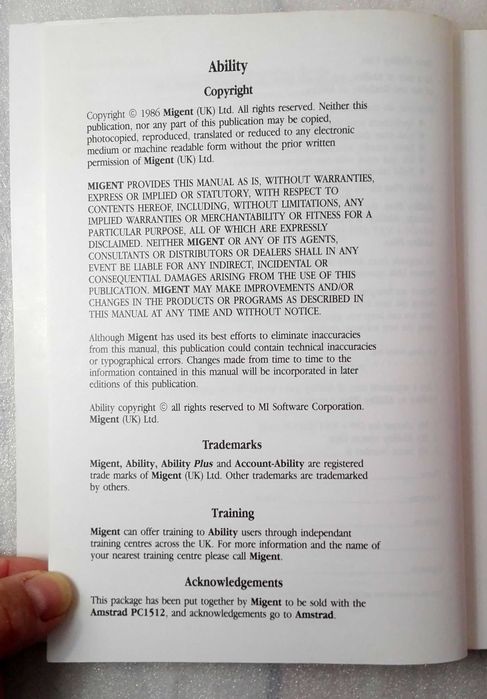 Ability
Copyright
Copyright © 1986 Migent (UK) Ltd. All rights reserved. Neither this
publication, nor any part of this publication may be copied,
photocopied, reproduced, translated or reduced to any electronic
medium or machine readable form without the prior written
permission of Migent (UK) Ltd.
MIGENT PROVIDES THIS MANUAL AS IS, WITHOUT WARRANTIES,
EXPRESS OR IMPLIED OR STATUTORY, WITH RESPECT TO
CONTENTS HEREOF, INCLUDING, WITHOUT LIMITATIONS, ANY
IMPLIED WARRANTIES OR MERCHANTABILITY OR FITNESS FOR A
PARTICULAR PURPOSE, ALL OF WHICH ARE EXPRESSLY
DISCLAIMED. NEITHER MIGENT OR ANY OF ITS AGENTS,
CONSULTANTS OR DISTRIBUTORS OR DEALERS SHALL IN ANY
EVENT BE LIABLE FOR ANY INDIRECT, INCIDENTAL OR
CONSEQUENTIAL DAMAGES ARISING FROM THE USE OF THIS
PUBLICATION. MIGENT MAY MAKE IMPROVEMENTS AND/OR
CHANGES IN THE PRODUCTS OR PROGRAMS AS DESCRIBED IN
THIS MANUAL AT ANY TIME AND WITHOUT NOTICE.
Although Migent has used its best efforts to eliminate inaccuracies
from this manual, this publication could contain technical inaccuracies
or typographical errors. Changes made from time to time to the
information contained in this manual will be incorporated in later
editions of this publication.
Ability copyright © all rights reserved to MI Software Corporation.
Migent (UK) Ltd.
Trademarks
Migent, Ability, Ability Plus and Account-Ability are registered
trade marks of Migent (UK) Ltd. Other trademarks are trademarked
by others.
Training
Migent can offer training to Ability users through independant
training centres across the UK. For more information and the name of
your nearest training centre please call Migent.
Acknowledgements
This package has been put together by Migent to be sold with the
Amstrad PC1512, and acknowledgements go to Amstrad.